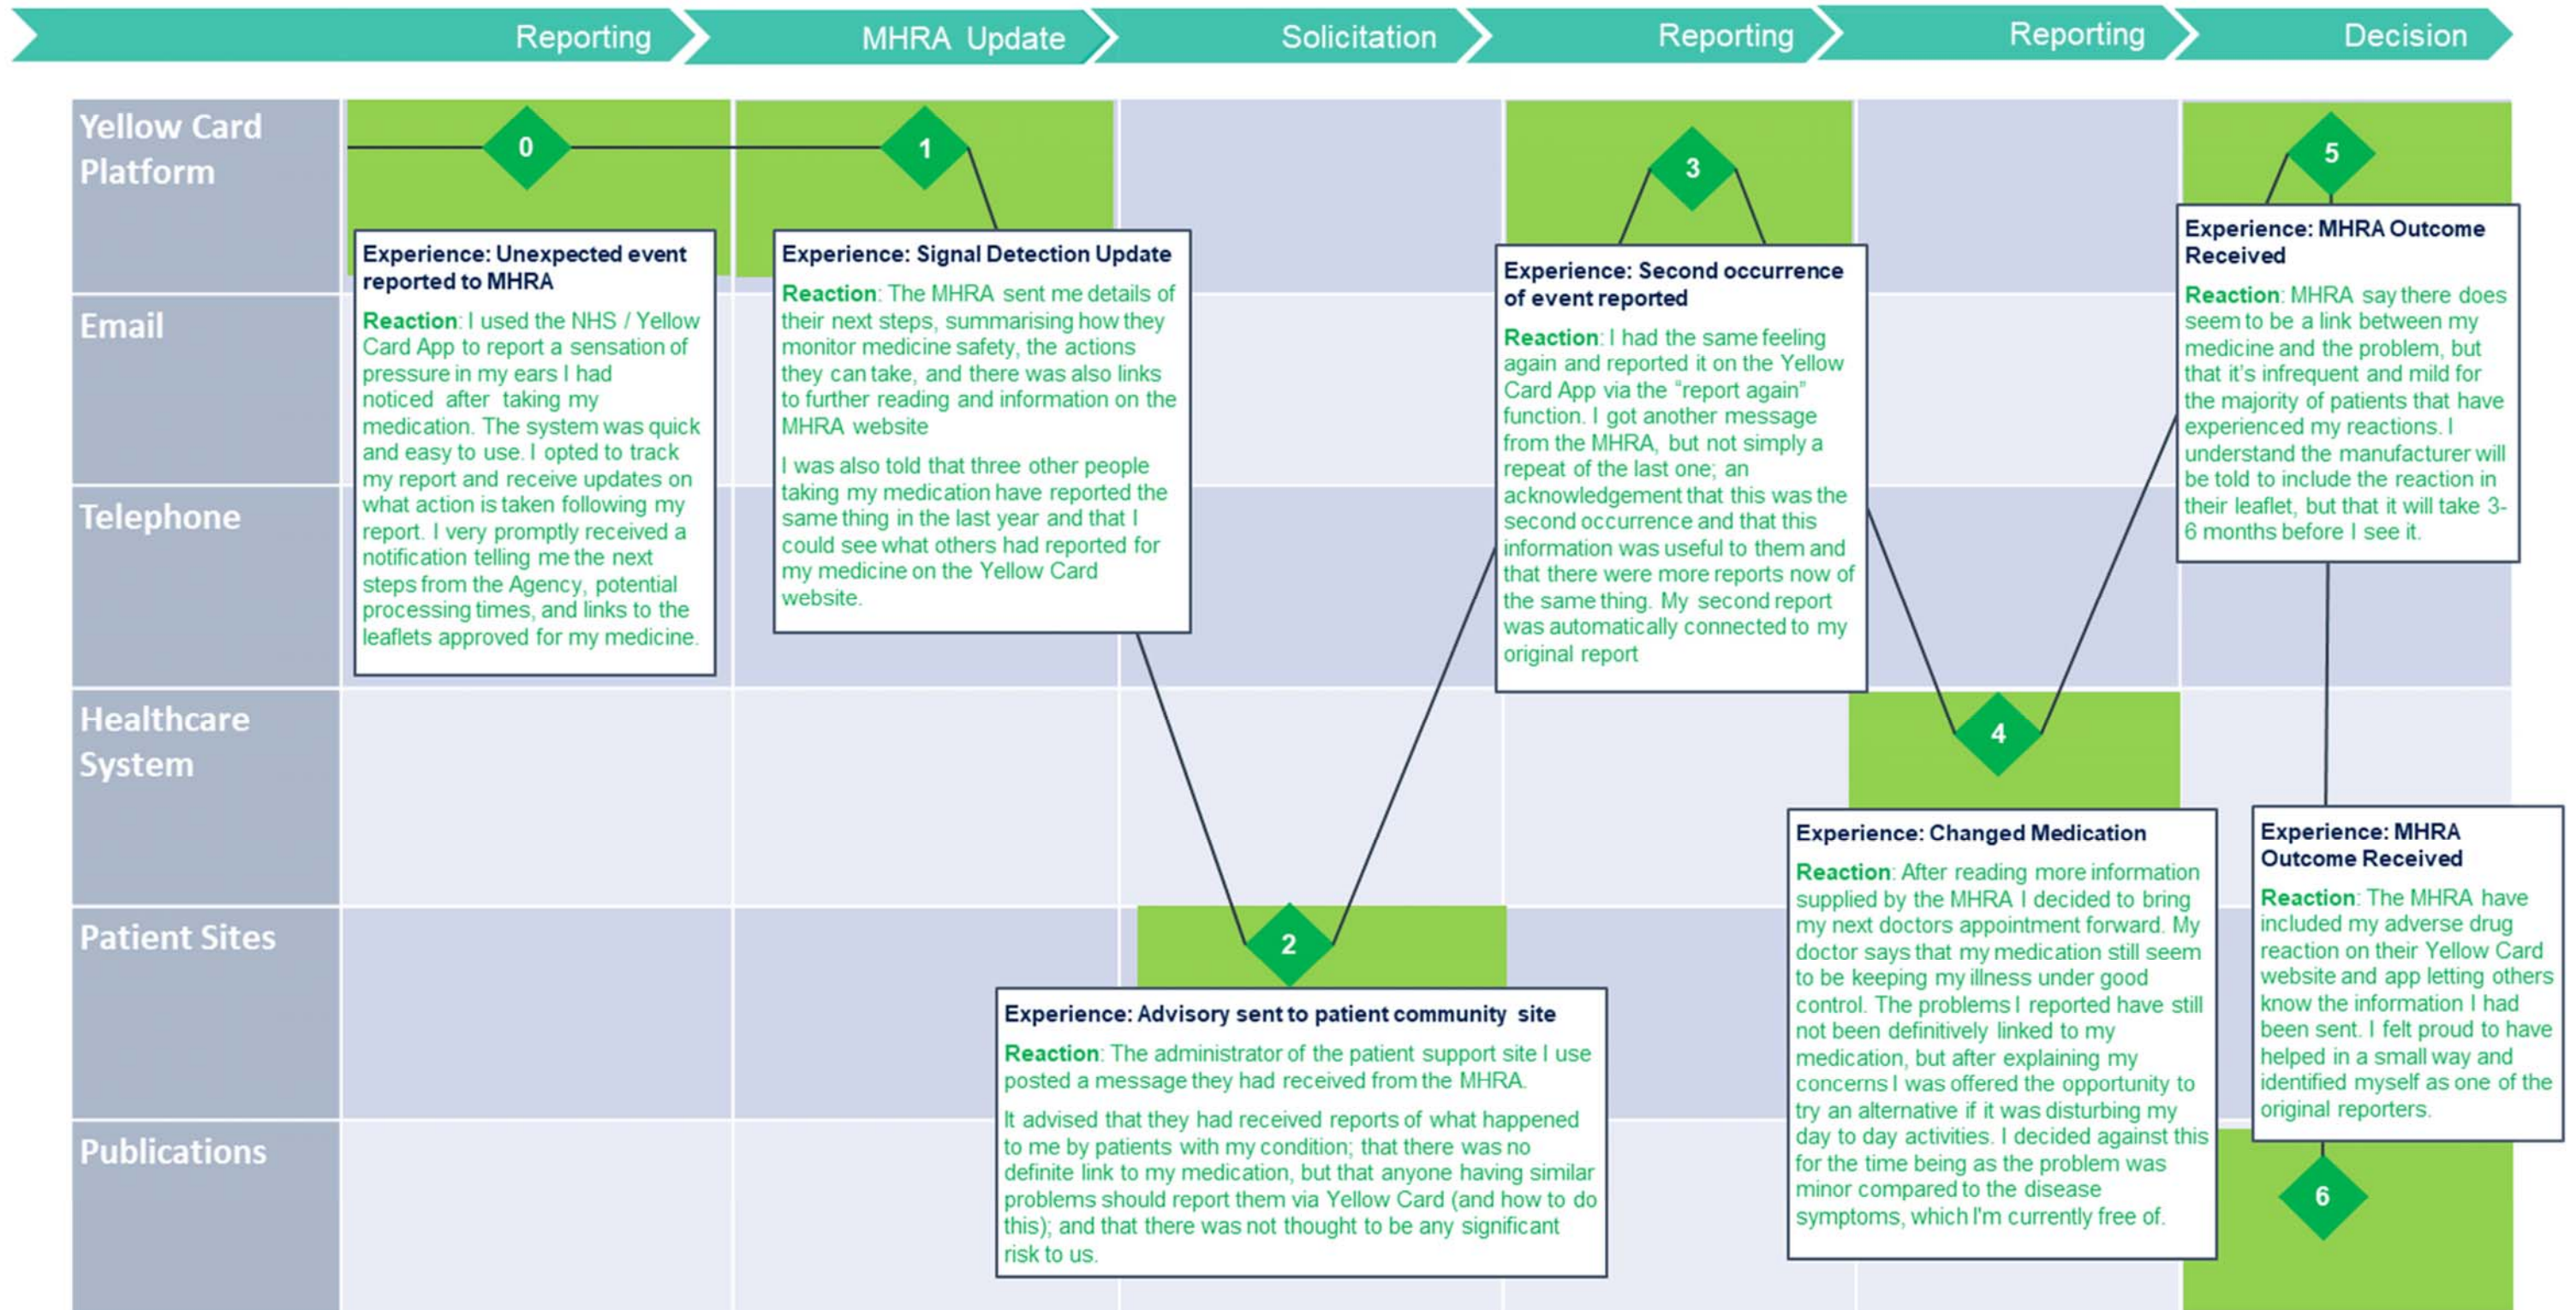 Reporting
MHRA Update
Solicitation
Reporting
Reporting
Decision
Yellow Card
Platform
0
1
3
5
Experience: Unexpected event
reported to MHRA
Reaction: I used the NHS / Yellow
Card App to report a sensation of
pressure in my ears I had
noticed after taking my
medication. The system was quick
and easy to use. I opted to track
my report and receive updates on
what action is taken following my
report. I very promptly received a
notification telling me the next
steps from the Agency, potential
processing times, and links to the
leaflets approved for my medicine.
Experience: Signal Detection Update
Reaction: The MHRA sent me details of
their next steps, summarising how they
monitor medicine safety, the actions
they can take, and there was also links
to further reading and information on the
MHRA website
I was also told that three other people
taking my medication have reported the
same thing in the last year and that I
could see what others had reported for
my medicine on the Yellow Card
website.
Experience: Second occurrence
of event reported
Reaction: I had the same feeling
again and reported it on the Yellow
Card App via the “report again”
function. I got another message
from the MHRA, but not simply a
repeat of the last one; an
acknowledgement that this was the
second occurrence and that this
information was useful to them and
that there were more reports now of
the same thing. My second report
was automatically connected to my
original report
Experience: MHRA Outcome
Received
Reaction: MHRA say there does
seem to be a link between my
medicine and the problem, but
that it’s infrequent and mild for
the majority of patients that have
experienced my reactions. I
understand the manufacturer will
be told to include the reaction in
their leaflet, but that it will take 3-
6 months before I see it.
Email
Telephone
Healthcare
System
4
Experience: Changed Medication
Reaction: After reading more information
supplied by the MHRA I decided to bring
my next doctors appointment forward. My
doctor says that my medication still seem
to be keeping my illness under good
control. The problems I reported have still
not been definitively linked to my
medication, but after explaining my
concerns I was offered the opportunity to
try an alternative if it was disturbing my
day to day activities. I decided against this
for the time being as the problem was
minor compared to the disease
symptoms, which I'm currently free of.
Experience: MHRA
Outcome Received
Reaction: The MHRA have
included my adverse drug
reaction on their Yellow Card
website and app letting others
know the information I had
been sent. I felt proud to have
helped in a small way and
identified myself as one of the
original reporters.
Patient Sites
2
Experience: Advisory sent to patient community site
Reaction: The administrator of the patient support site I use
posted a message they had received from the MHRA.
It advised that they had received reports of what happened
to me by patients with my condition; that there was no
definite link to my medication, but that anyone having similar
problems should report them via Yellow Card (and how to do
this); and that there was not thought to be any significant
risk to us.
Publications
6